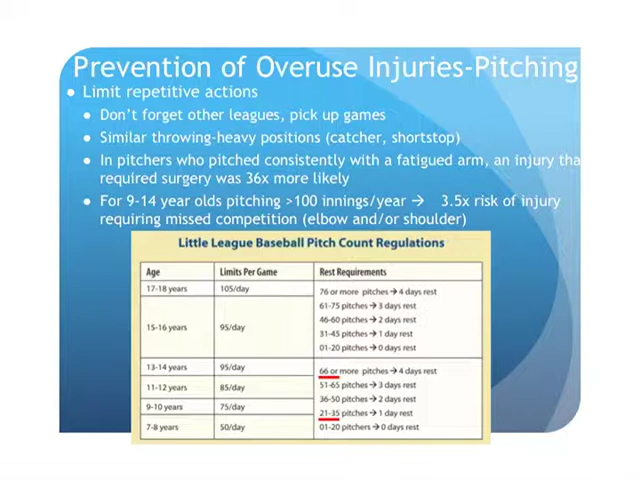 Prevention of Overuse Injuries-Pitching
● Limit repetitive actions
● Don't forget other leagues, pick up games
● Similar throwing-heavy positions (catcher, shortstop)
● In pitchers who pitched consistently with a fatigued arm, an injury tha
required surgery was 36x more likely
● For 9-14 year olds pitching >100 innings/year → 3.5x risk of injury
requiring missed competition (elbow and/or shoulder)
Little League Baseball Pitch Count Regulations
Age Limits Per Game Rest Requirements
17-18 years 105/day 76 or more pitches → 4 days rest
61-75 pitches → 3 days rest
15-16 years 95/day 46-60 pitches → 2 days rest
31-45 pitches → 1 day rest
01-20 pitches → 0 days rest
13-14 years 95/day 66 or more pitches → 4 days rest
11-12 years 85/day 51-65 pitches → 3 days rest
36-50 pitches → 2 days rest
9-10 years 75/day 21-35 pitches → 1 day rest
7-8 years 50/day 01-20 pitchers → 0 days rest